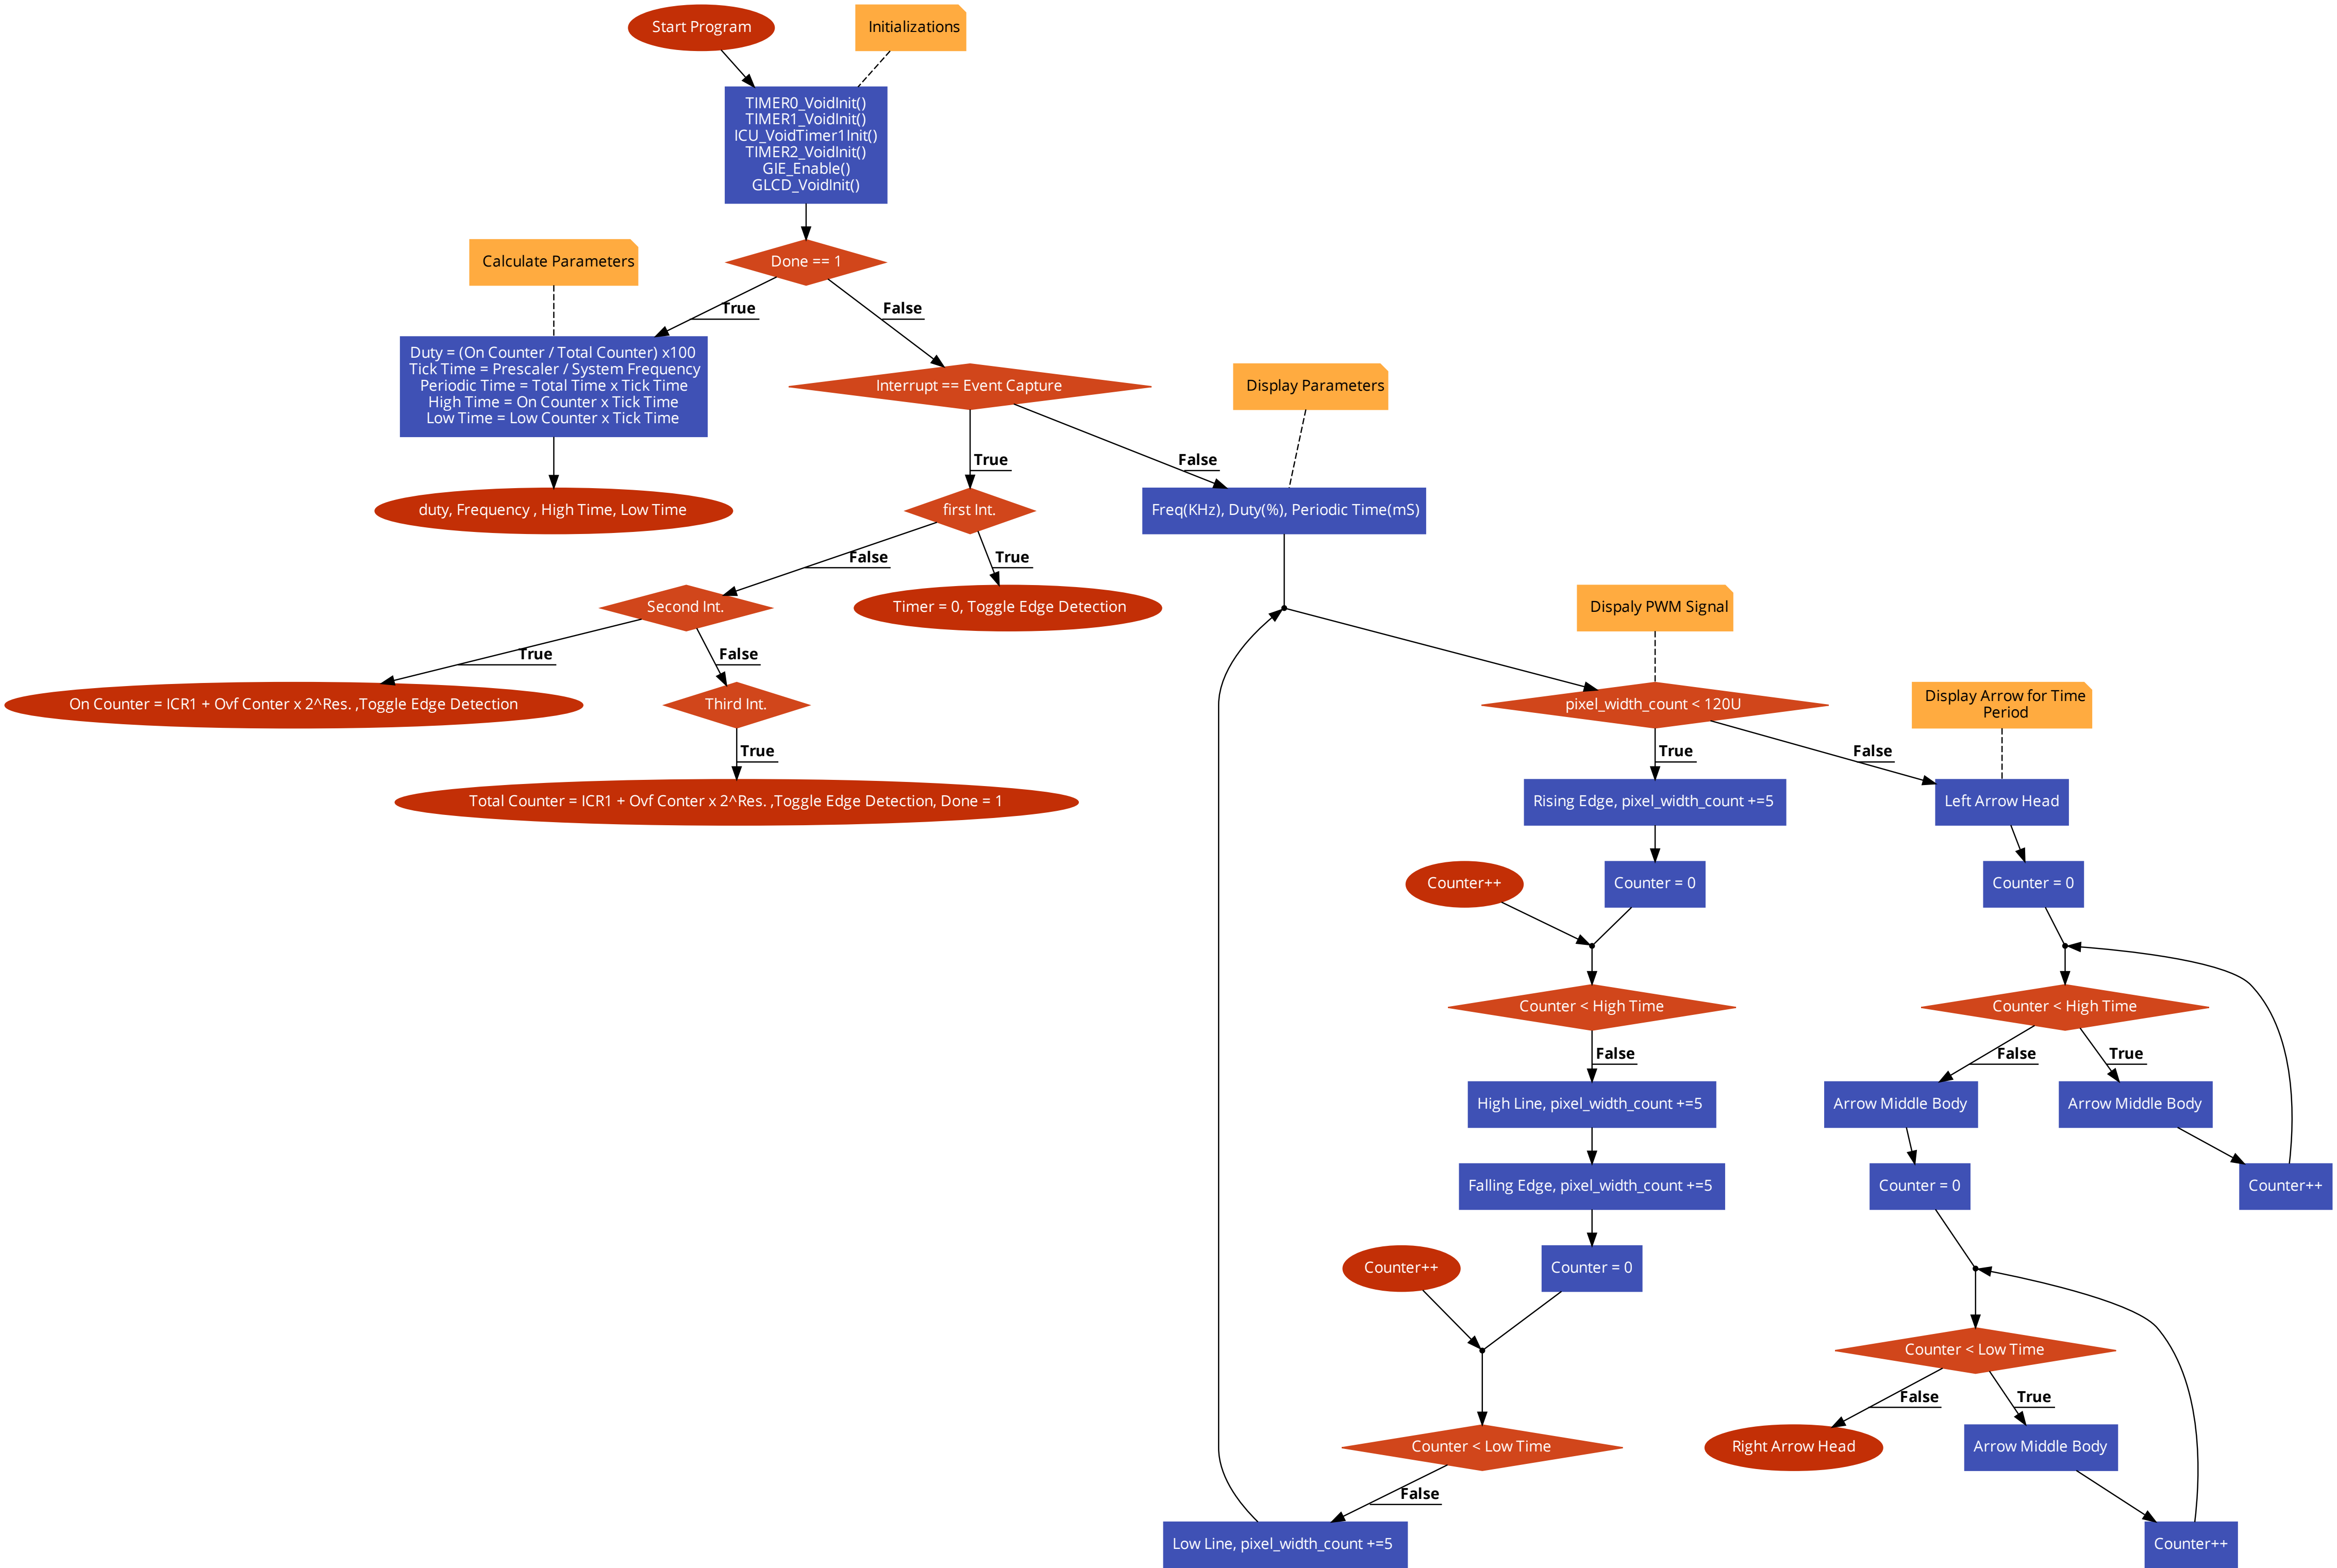 Start Program
Initializations
TIMER0_VoidInit()
TIMER1_VoidInit()
ICU_VoidTimer1Init()
TIMER2_VoidInit()
GIE_Enable()
GLCD_VoidInit()
Calculate Parameters
Done == 1
True
False
Duty = (On Counter / Total Counter) x100
Tick Time = Prescaler / System Frequency
Periodic Time = Total Time x Tick Time
High Time = On Counter x Tick Time
Low Time = Low Counter x Tick Time
Interrupt == Event Capture
Display Parameters
True
False
duty, Frequency , High Time, Low Time
first Int.
Freq(KHz), Duty(%), Periodic Time(mS)
False
True
Second Int.
Timer = 0, Toggle Edge Detection
Dispaly PWM Signal
True
False
On Counter = ICR1 + Ovf Conter x 2^Res. ,Toggle Edge Detection
Third Int.
pixel_width_count < 120U
Display Arrow for Time
Period
True
True
False
Total Counter = ICR1 + Ovf Conter x 2^Res. ,Toggle Edge Detection, Done = 1
Rising Edge, pixel_width_count +=5
Left Arrow Head
Counter++
Counter = 0
Counter = 0
Counter < High Time
Counter < High Time
False
False
True
High Line, pixel_width_count +=5
Arrow Middle Body
Arrow Middle Body
Falling Edge, pixel_width_count +=5
Counter = 0
Counter++
Counter++
Counter = 0
Counter < Low Time
False
True
Counter < Low Time
Right Arrow Head
Arrow Middle Body
False
Low Line, pixel_width_count +=5
Counter++